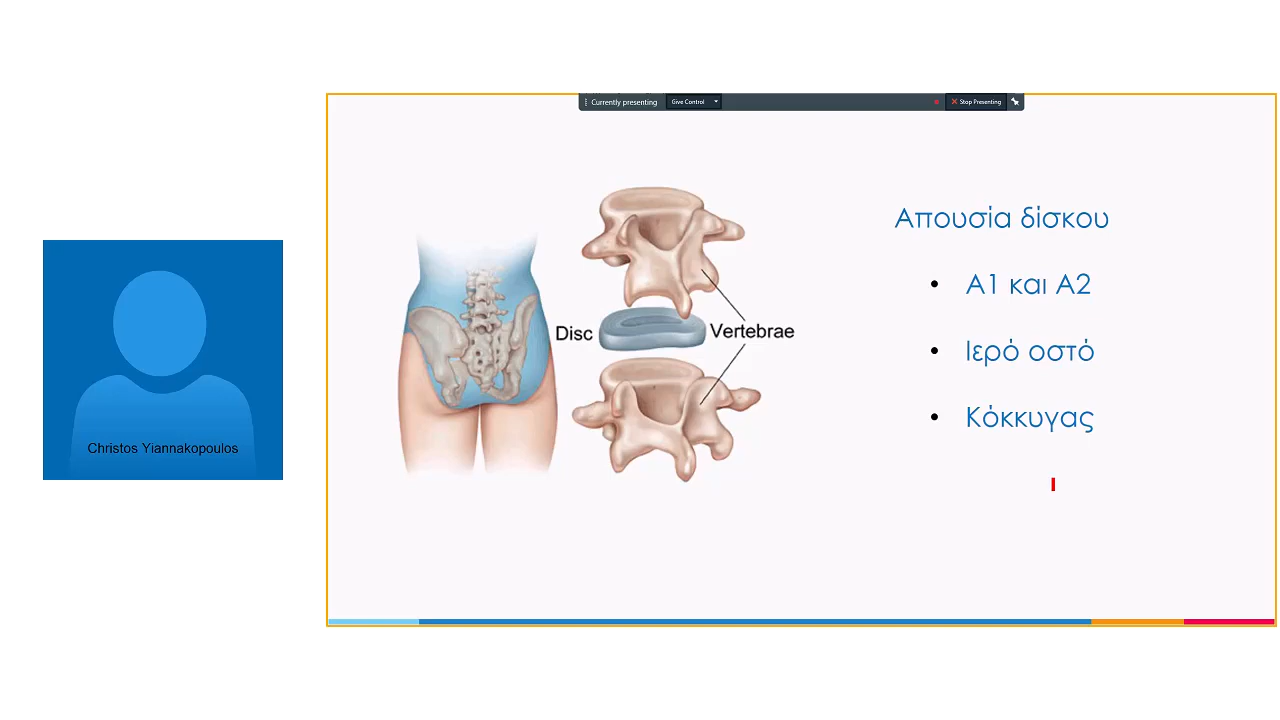 Currently presenting
Give Control
Stop Presenting
Απουσία δίσκου
• Α1 και Α2
Disc
Vertebrae
• Ιερό οστό
• Κόκκυγας
Christos Yiannakopoulos